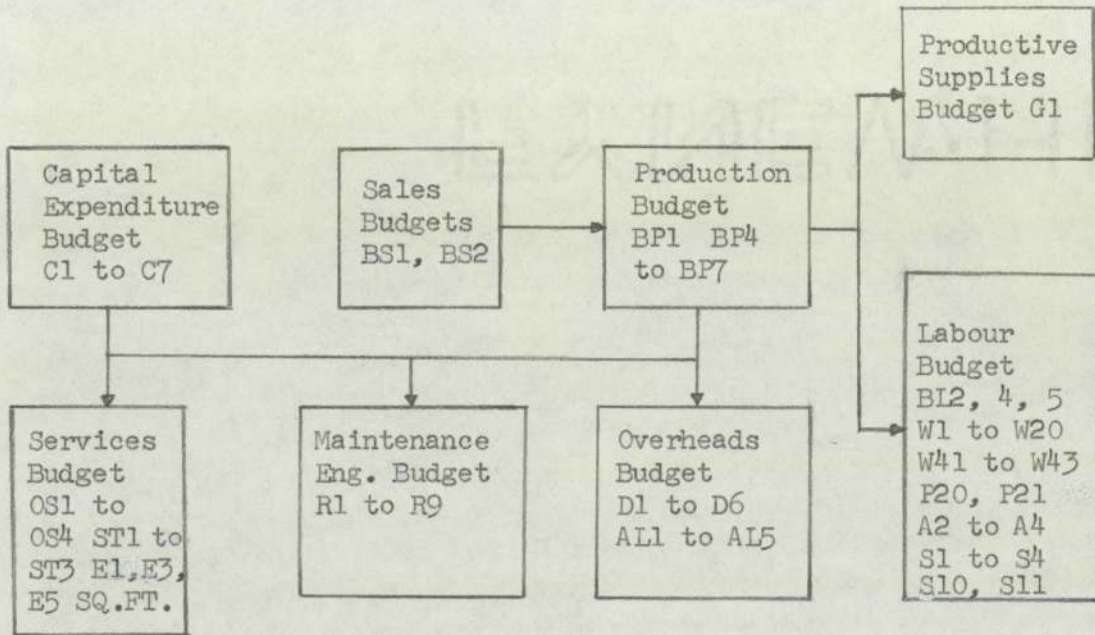 Productive
Supplies
Budget G1
Capital
Expenditure
Budget
C1 to C7
Sales
Budgets
BS1, BS2
Production
Budget
BP1 BP4
to BP7
Labour
Budget
BL2, 4, 5
W1 to W20
W41 to W43
P20, P21
A2 to A4
S1 to S4
S10, S11
Services
Budget
OS1 to
OS4 ST1 to
ST3 E1,E3,
E5 SQ.FT.
Maintenance
Eng. Budget
R1 to R9
Overheads
Budget
D1 to D6
AL1 to AL5